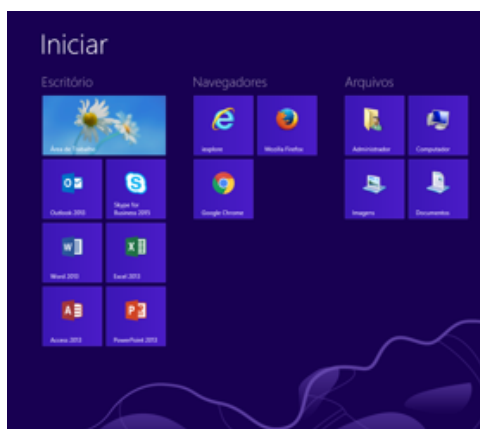 Iniciar
Escritório
Navegadores
Arquivos
Área de Trabalho
iexplore
Mozilla Firefox
Administrador
Computador
Outlook 2013
Skype for
Business 2015
Google Chrome
Imagens
Documentos
Word 2013
Excel 2013
Access 2013
PowerPoint 2013